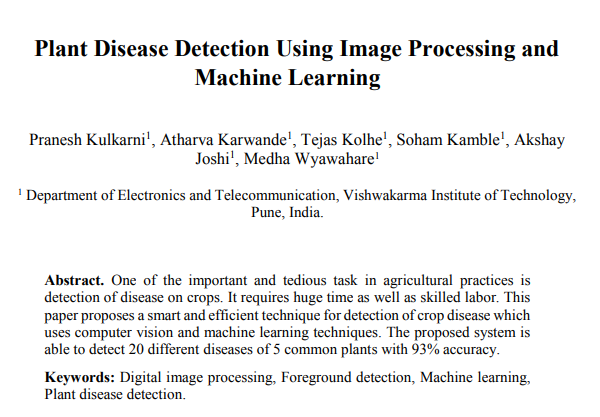 Plant Disease Detection Using Image Processing and
Machine Learning
Pranesh Kulkarni¹, Atharva Karwande¹, Tejas Kolhe¹, Soham Kamble¹, Akshay
Joshi¹, Medha Wyawahare¹
¹ Department of Electronics and Telecommunication, Vishwakarma Institute of Technology,
Pune, India.
Abstract. One of the important and tedious task in agricultural practices is
detection of disease on crops. It requires huge time as well as skilled labor. This
paper proposes a smart and efficient technique for detection of crop disease which
uses computer vision and machine learning techniques. The proposed system is
able to detect 20 different diseases of 5 common plants with 93% accuracy.
Keywords: Digital image processing, Foreground detection, Machine learning,
Plant disease detection.